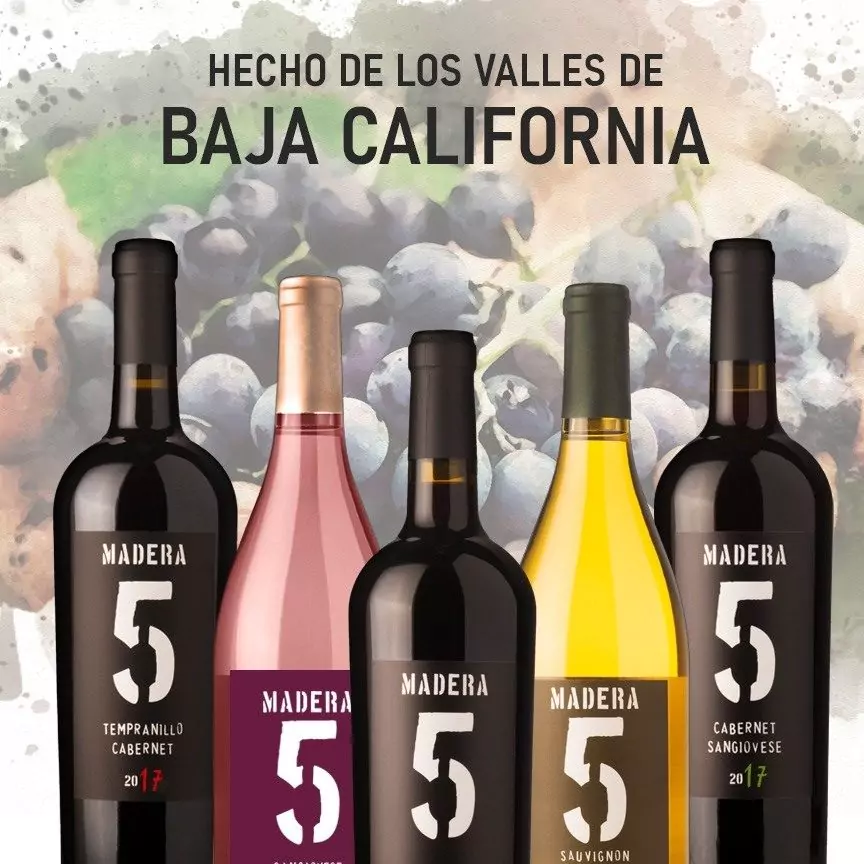 HECHO DE LOS VALLES DE
BAJA CALIFORNIA
MADERA
5
TEMPRANILLO
CABERNET
2017
MADERA
5
MADERA
5
MADERA
5
SAUVIGNON
MADERA
5
CABERNET
SANGIOVESE
2017